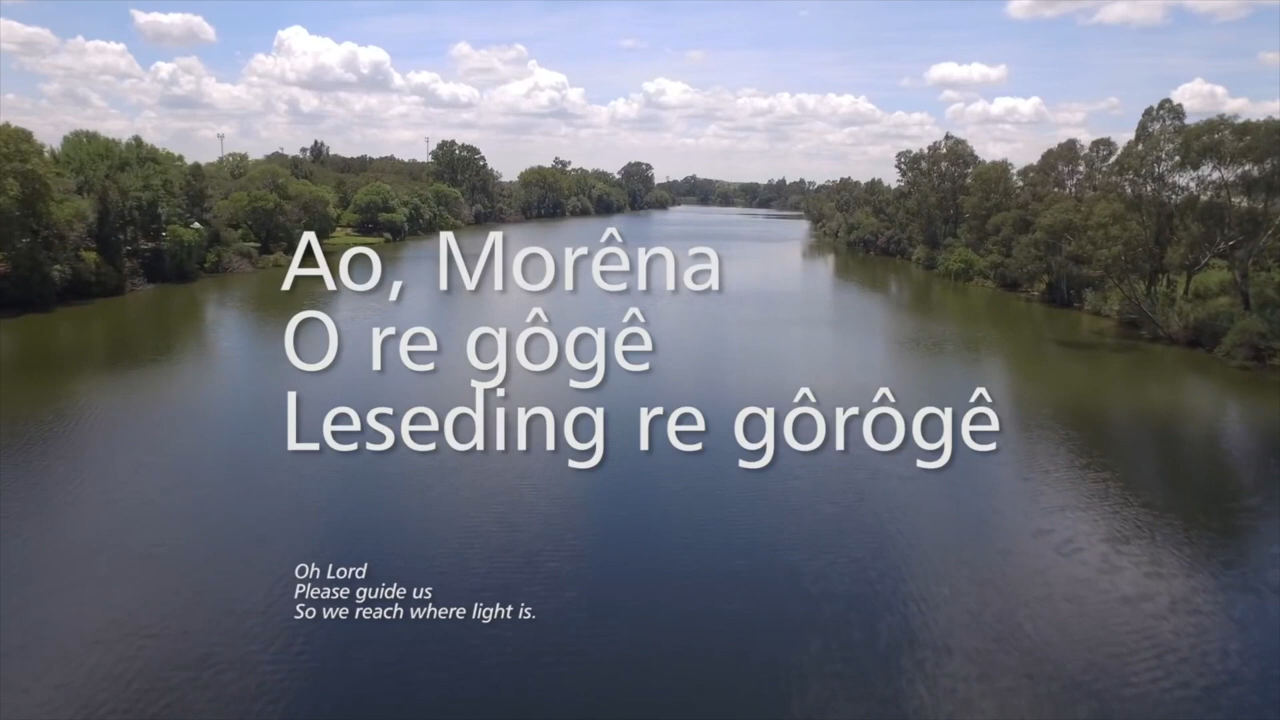 Ao, Morêna
O re gôgê
Leseding re gôrôgê
Oh Lord
Please guide us
So we reach where light is.